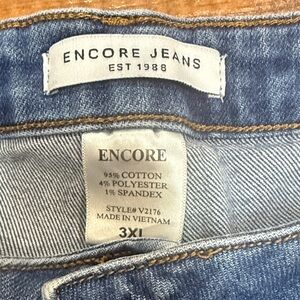 ENCORE JEANS
EST 1988
ENCORE
95% COTTON
4% POLYESTER
1% SPANDEX
STYLE# V2176
MADE IN VIETNAM
3XL